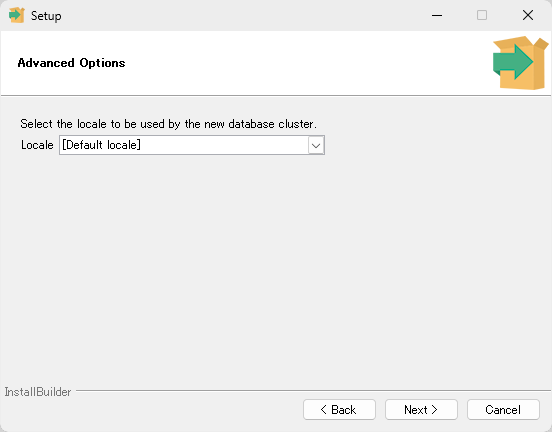 Setup
Advanced Options
Select the locale to be used by the new database cluster.
Locale [Default locale]
InstallBuilder
< Back Next > Cancel